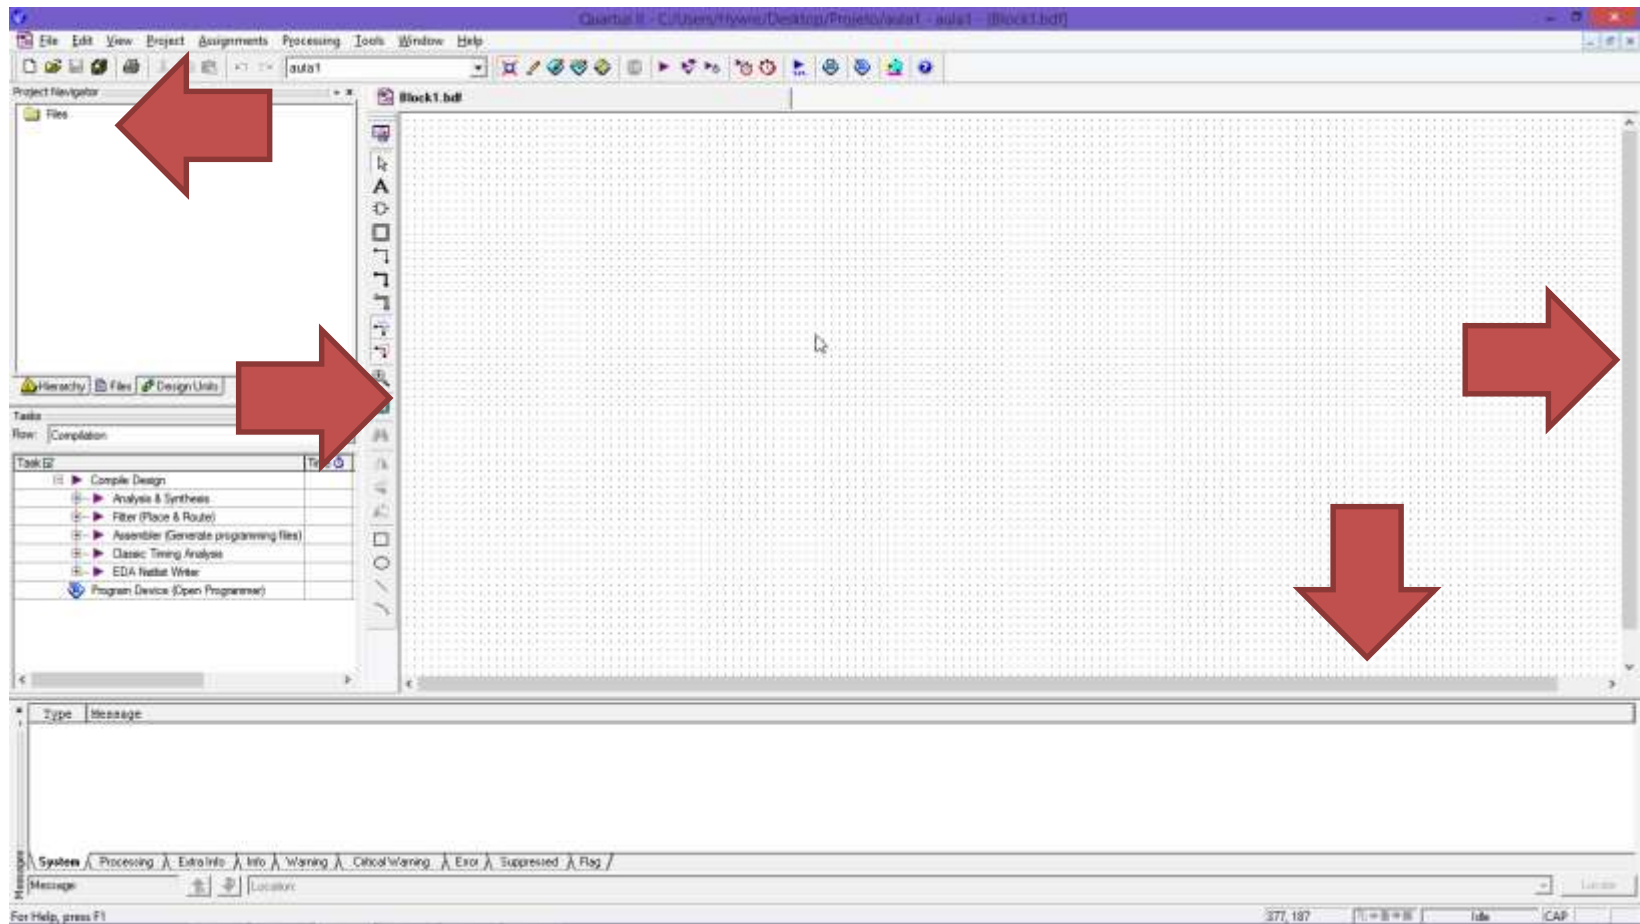 Quartus II - C:/Users/Hywre/Desktop/Projeto/aula1 - aula1 - [Block1.bdf]
File Edit View Project Assignments Processing Tools Window Help
aula1
Project Navigator
Block1.bdf
Files
Hierarchy Files Design Units
Tasks
Flow: Compilation
Task
Compile Design
Analysis & Synthesis
Fitter (Place & Route)
Assembler (Generate programming files)
Classic Timing Analysis
EDA Netlist Writer
Program Device (Open Programmer)
Type Message
System Processing Extra Info Info Warning Critical Warning Error Suppressed Flag
Messages
Message: Location: Locate
For Help, press F1 377, 187 Idle CAP